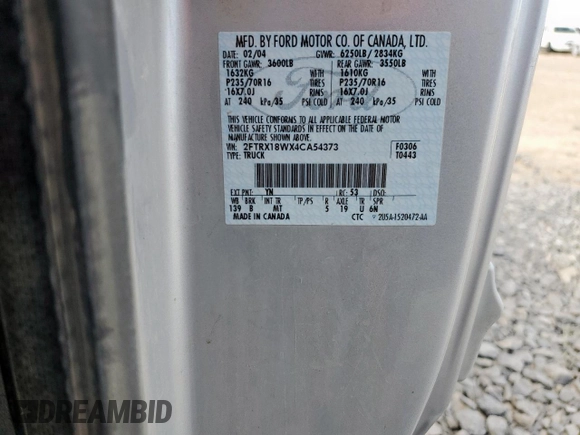 MFD. BY FORD MOTOR CO. OF CANADA, LTD.
DATE: 02/04 GVWR: 6250LB/ 2834KG
FRONT GAWR: 3600LB REAR GAWR: 3550LB
1632KG WITH 1610KG WITH
P235/70R16 TIRES P235/70R16 TIRES
16X7.0J RIMS 16X7.0J RIMS
AT 240 kPa/35 PSI COLD AT 240 kPa/35 PSI COLD
THIS VEHICLE CONFORMS TO ALL APPLICABLE FEDERAL MOTOR
VEHICLE SAFETY STANDARDS IN EFFECT ON THE DATE OF
MANUFACTURE SHOWN ABOVE.
VIN: 2FTRX18WX4CA54373 F0306
TYPE: TRUCK T0443
EXT PNT: YN RC: 53 DSO:
WB BRK INT TR TP/PS R AXLE TR SPR
139 8 MT 5 19 U 6N
MADE IN CANADA CTC 2U5A-1520472-AA
Ford
DREAMBID